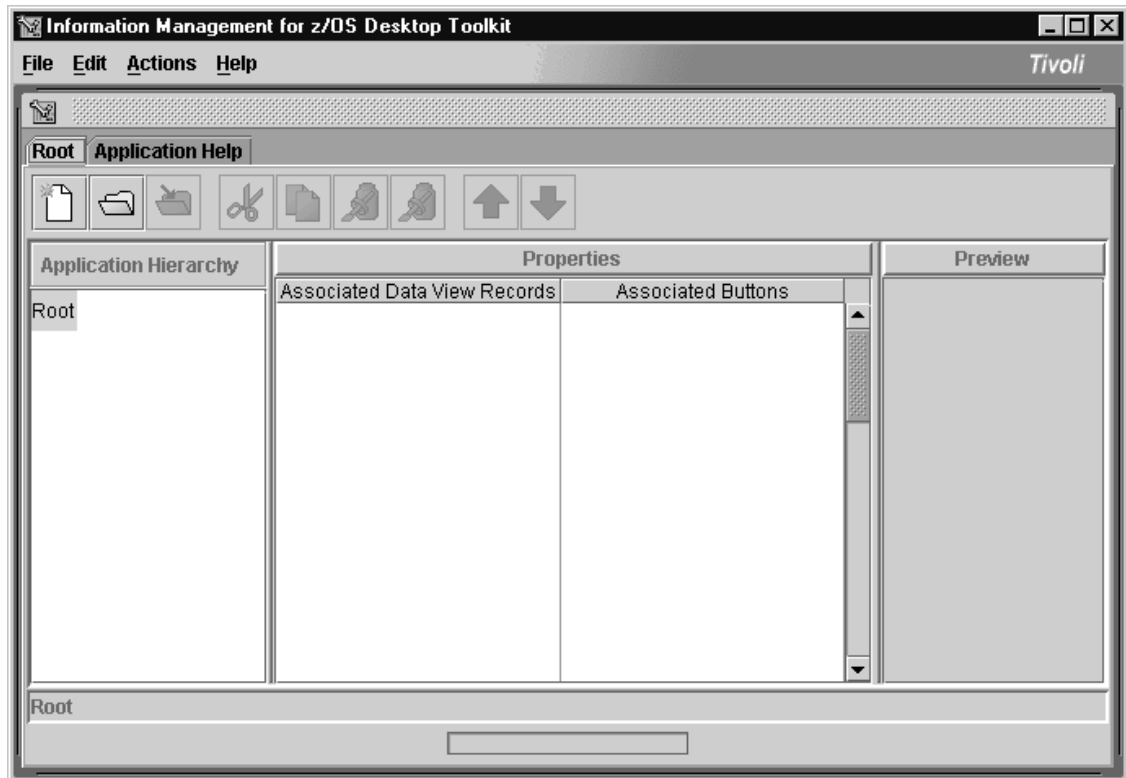 Information Management for z/OS Desktop Toolkit
File Edit Actions Help Tivoli
Root Application Help
Application Hierarchy Properties Preview
Associated Data View Records Associated Buttons
Root
Root